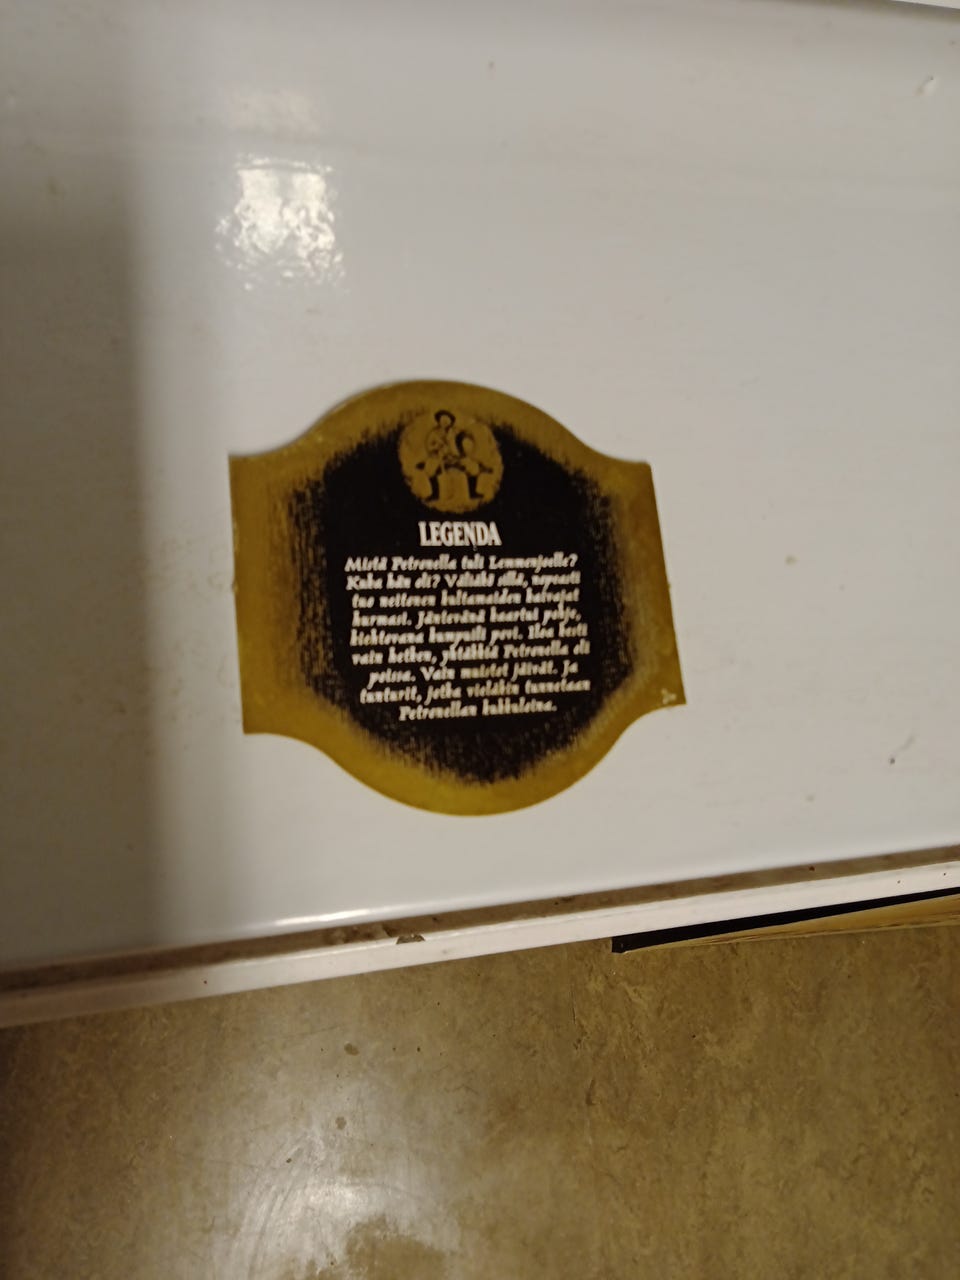 LEGENDA
Mistä Petronella tuli Lemmenjoelle?
Kuka hän oli? Väliäkö sillä, nopeasti
tuo neitonen kultamaiden kaivajat
hurmasi. Jäntevänä kaartui pohje,
kiehtovana kumpuili povi. Iloa kesti
vain hetken, yhtäkkiä Petronella oli
poissa. Vain muistot jäivät. Ja
tunturit, jotka vieläkin tunnetaan
Petronellan kukkuloina.